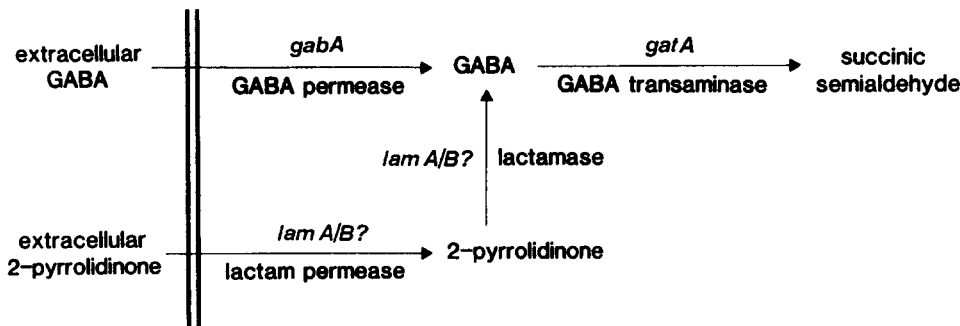 extracellular
GABA
gabA
GABA permease
GABA
gatA
GABA transaminase
succinic
semialdehyde
lam A/B?
lactamase
extracellular
2-pyrrolidinone
lam A/B?
lactam permease
2-pyrrolidinone